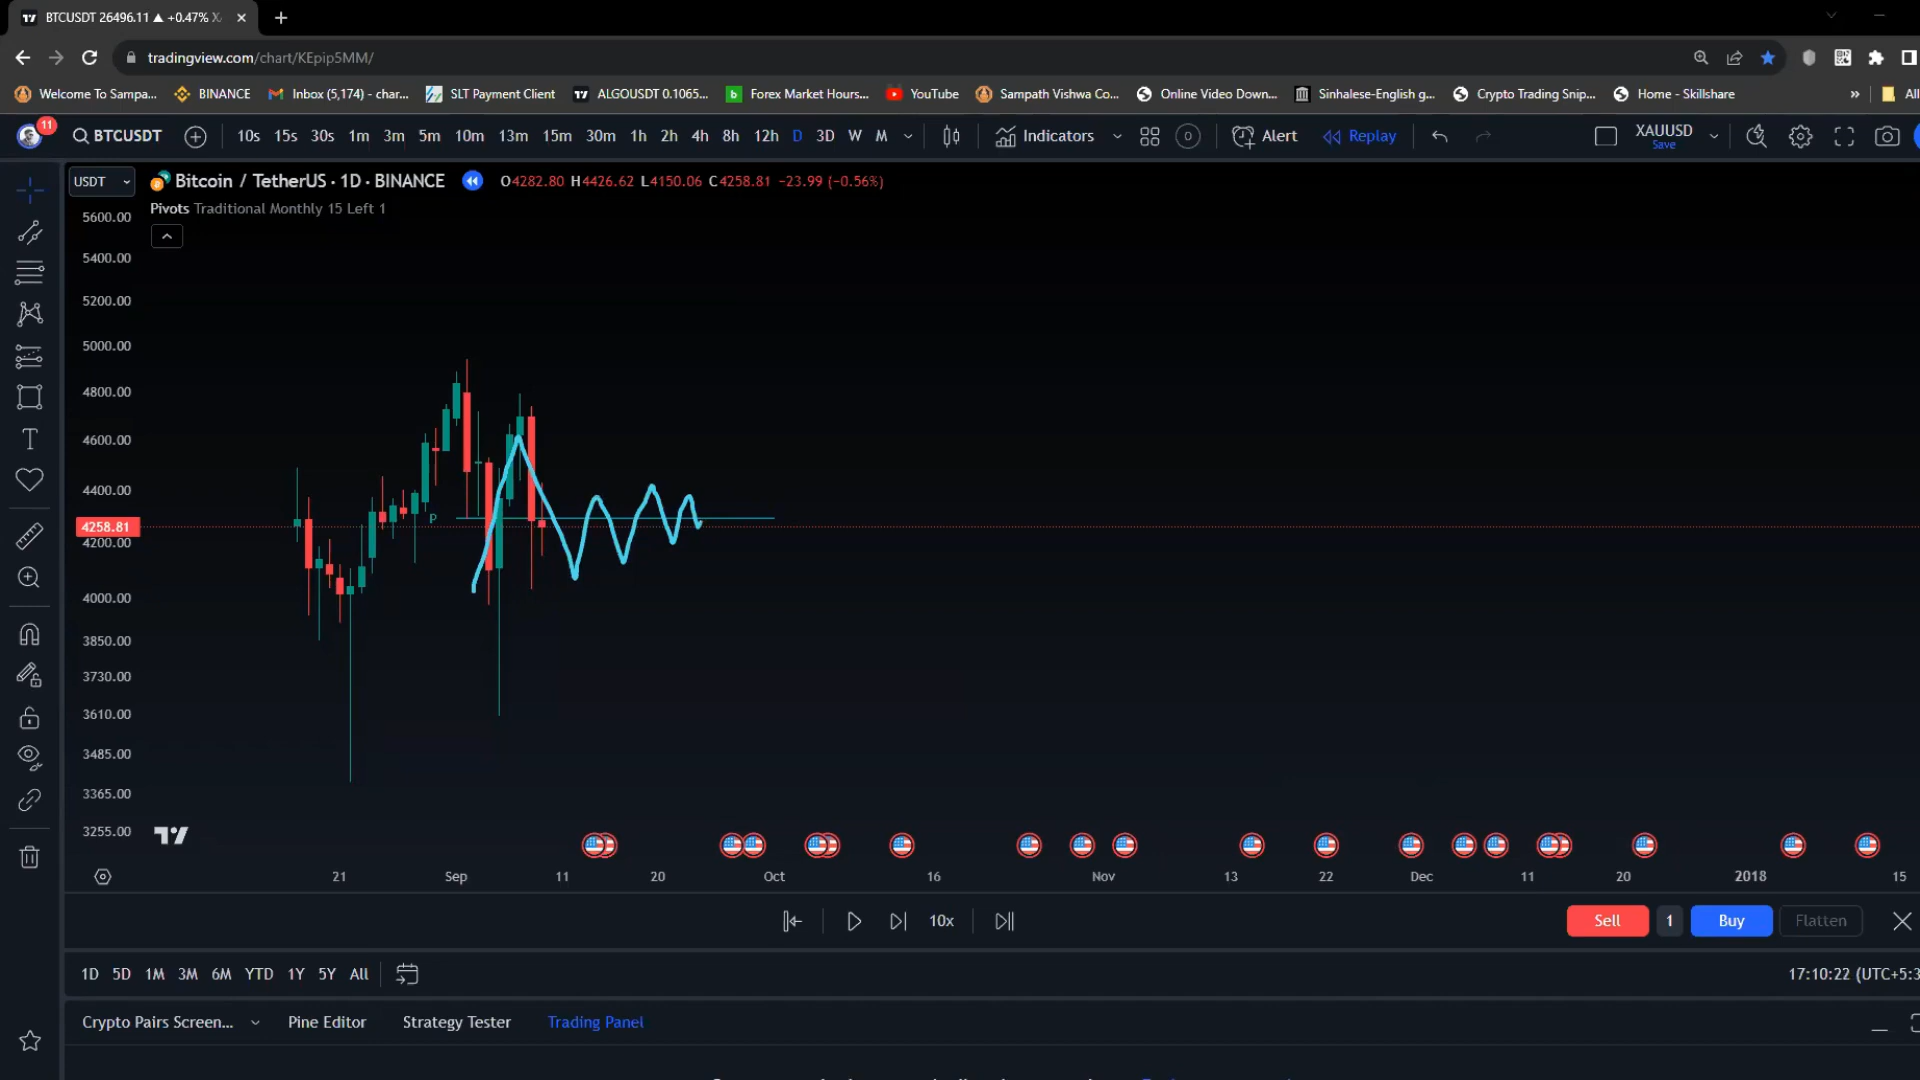 BTCUSDT 26496.11 ▲ +0.47% X
tradingview.com/chart/KEpip5MM/
Welcome To Sampa... BINANCE Inbox (5,174) – char... SLT Payment Client ALGOUSDT 0.1065... Forex Market Hours... YouTube Sampath Vishwa Co... Online Video Down... Sinhalese-English g... Crypto Trading Snip... Home - Skillshare » All
11 BTCUSDT 10s 15s 30s 1m 3m 5m 10m 13m 15m 30m 1h 2h 4h 8h 12h D 3D W M Indicators 0 Alert Replay XAUUSD
Save
USDT Bitcoin / TetherUS · 1D · BINANCE O4282.80 H4426.62 L4150.06 C4258.81 −23.99 (−0.56%)
Pivots Traditional Monthly 15 Left 1
5600.00
5400.00
5200.00
5000.00
4800.00
4600.00
4400.00
P
4258.81
4200.00
4000.00
3850.00
3730.00
3610.00
3485.00
3365.00
3255.00
21 Sep 11 20 Oct 16 Nov 13 22 Dec 11 20 2018 15
10x Sell 1 Buy Flatten
1D 5D 1M 3M 6M YTD 1Y 5Y All 17:10:22 (UTC+5:3
Crypto Pairs Screen... Pine Editor Strategy Tester Trading Panel